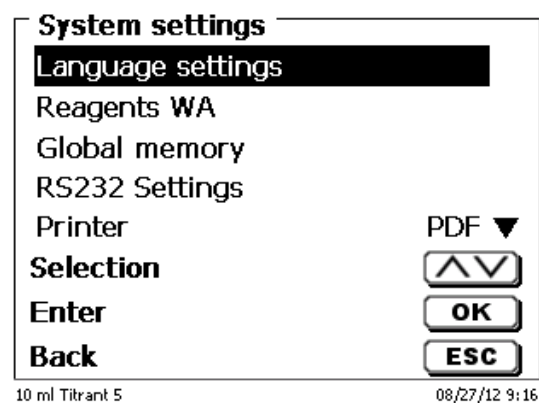 System settings
Language settings
Reagents WA
Global memory
RS232 Settings
Printer PDF ▼
Selection
Enter OK
Back ESC
10 ml Titrant 5 08/27/12 9:16